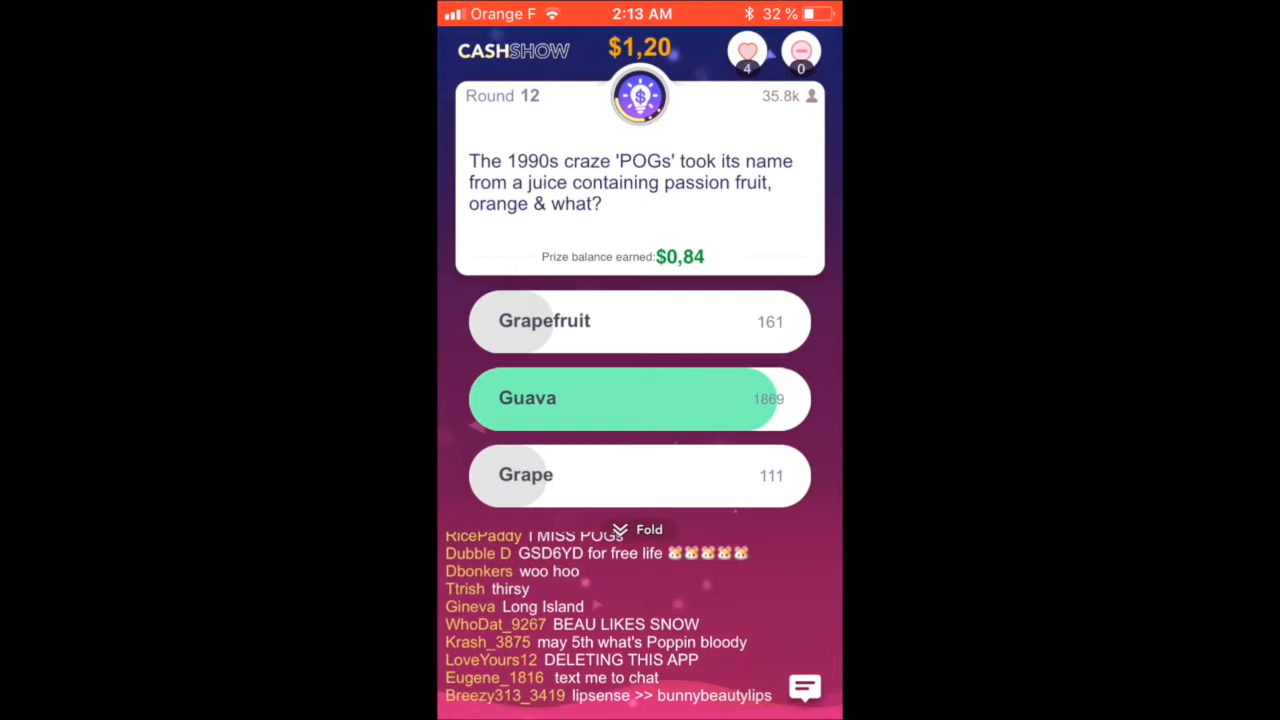 Orange F 2:13 AM 32 %
CASHSHOW $1,20
4 0
Round 12 35.8k
The 1990s craze 'POGs' took its name
from a juice containing passion fruit,
orange & what?
Prize balance earned:$0,84
Grapefruit 161
Guava 1869
Grape 111
Fold
RicePaddy I MISS POGs
Dubble D GSD6YD for free life 🐹🐹🐹🐹🐹
Dbonkers woo hoo
Ttrish thirsy
Gineva Long Island
WhoDat_9267 BEAU LIKES SNOW
Krash_3875 may 5th what's Poppin bloody
LoveYours12 DELETING THIS APP
Eugene_1816 text me to chat
Breezy313_3419 lipsense >> bunnybeautylips